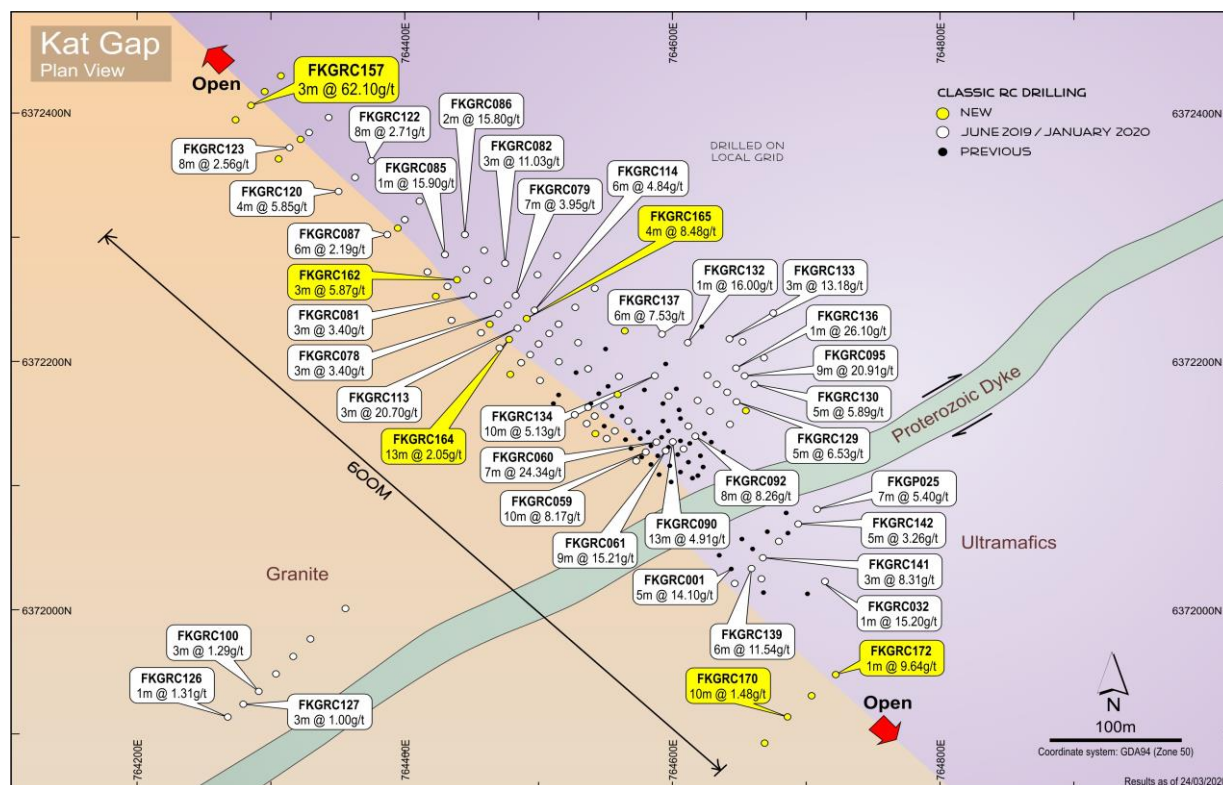 Kat Gap
Plan View
764400E
764600E
764800E
Open
FKGRC157
3m @ 62.10g/t
FKGRC086
2m @ 15.80g/t
CLASSIC RC DRILLING
NEW
JUNE 2019 / JANUARY 2020
PREVIOUS
6372400N
6372400N
FKGRC122
8m @ 2.71g/t
FKGRC082
3m @ 11.03g/t
DRILLED ON
LOCAL GRID
FKGRC123
8m @ 2.56g/t
FKGRC085
1m @ 15.90g/t
FKGRC114
6m @ 4.84g/t
FKGRC079
7m @ 3.95g/t
FKGRC120
4m @ 5.85g/t
FKGRC165
4m @ 8.48g/t
FKGRC087
6m @ 2.19g/t
FKGRC132
1m @ 16.00g/t
FKGRC133
3m @ 13.18g/t
FKGRC162
3m @ 5.87g/t
FKGRC137
6m @ 7.53g/t
FKGRC136
1m @ 26.10g/t
FKGRC081
3m @ 3.40g/t
FKGRC095
9m @ 20.91g/t
6372200N
6372200N
FKGRC078
3m @ 3.40g/t
FKGRC130
5m @ 5.89g/t
FKGRC113
3m @ 20.70g/t
FKGRC134
10m @ 5.13g/t
FKGRC129
5m @ 6.53g/t
Proterozoic Dyke
FKGRC164
13m @ 2.05g/t
FKGRC060
7m @ 24.34g/t
FKGRC092
8m @ 8.26g/t
FKGP025
7m @ 5.40g/t
600M
FKGRC059
10m @ 8.17g/t
FKGRC090
13m @ 4.91g/t
FKGRC142
5m @ 3.26g/t
FKGRC061
9m @ 15.21g/t
Ultramafics
Granite
FKGRC001
5m @ 14.10g/t
FKGRC141
3m @ 8.31g/t
6372000N
6372000N
FKGRC032
1m @ 15.20g/t
FKGRC100
3m @ 1.29g/t
FKGRC139
6m @ 11.54g/t
FKGRC126
1m @ 1.31g/t
FKGRC127
3m @ 1.00g/t
FKGRC172
1m @ 9.64g/t
FKGRC170
10m @ 1.48g/t
Open
N
100m
Coordinate system: GDA94 (Zone 50)
764200E
764400E
764600E
764800E
Results as of 24/03/2020